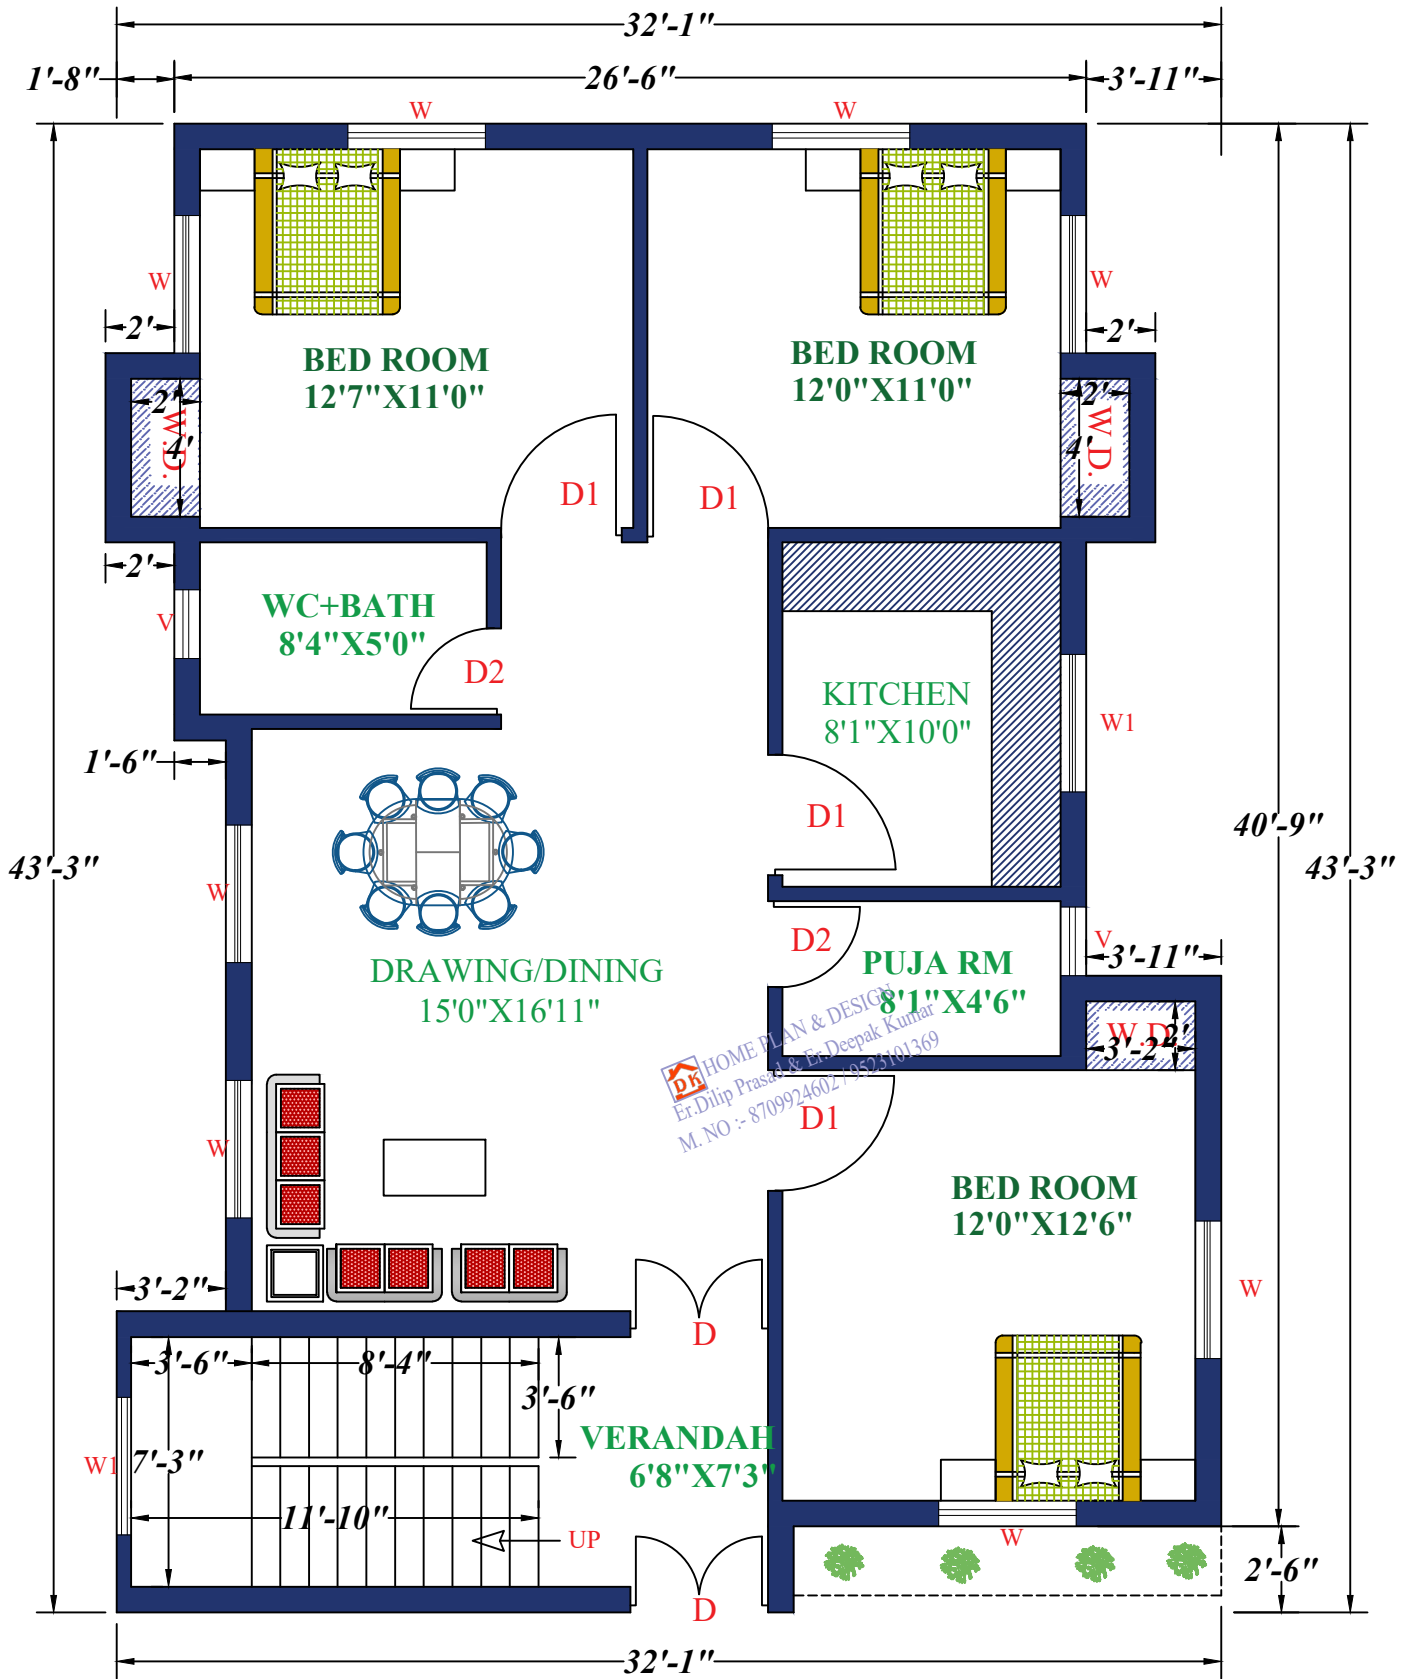 32'-1"
1'-8"
26'-6"
3'-11"
W
W
W
W
2'
2'
BED ROOM
12'7"X11'0"
BED ROOM
12'0"X11'0"
2'
W.D.
4'
2'
W.D.
4'
D1
D1
2'
WC+BATH
8'4"X5'0"
V
D2
KITCHEN
8'1"X10'0"
W1
1'-6"
D1
40'-9"
43'-3"
43'-3"
W
D2
V
3'-11"
PUJA RM
8'1"X4'6"
DRAWING/DINING
15'0"X16'11"
W.D.
2'
3'-2"
DK
HOME PLAN & DESIGN
Er.Dilip Prasad & Er.Deepak Kumar
M. NO :- 8709924602 / 9523101369
D1
W
BED ROOM
12'0"X12'6"
3'-2"
W
D
3'-6"
8'-4"
3'-6"
VERANDAH
6'8"X7'3"
W1
7'-3"
11'-10"
UP
W
2'-6"
D
32'-1"